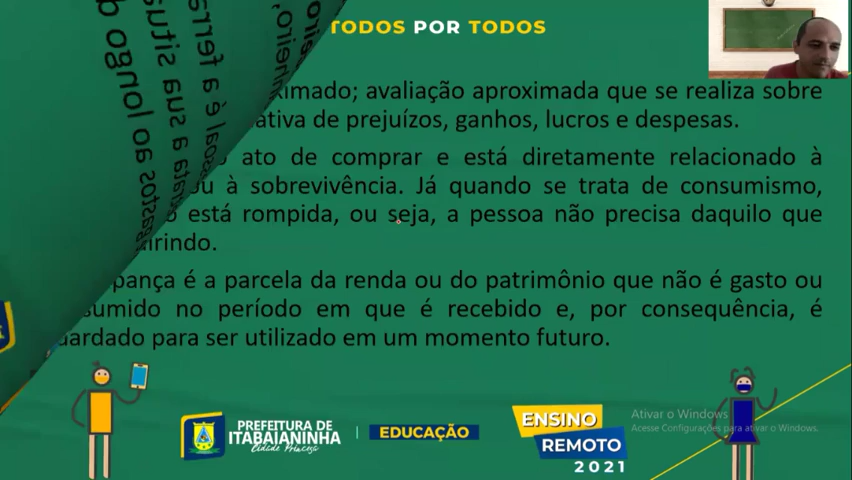 TODOS POR TODOS
ximado; avaliação aproximada que se realiza sobre
ativa de prejuízos, ganhos, lucros e despesas.
ato de comprar e está diretamente relacionado à
ou à sobrevivência. Já quando se trata de consumismo,
está rompida, ou seja, a pessoa não precisa daquilo que
irindo.
pança é a parcela da renda ou do patrimônio que não é gasto ou
sumido no período em que é recebido e, por consequência, é
uardado para ser utilizado em um momento futuro.
PREFEITURA DE
ITABAIANINHA
Cidade Princesa
EDUCAÇÃO
ENSINO
REMOTO
2021
Ativar o Windows
Acesse Configurações para ativar o Windows.